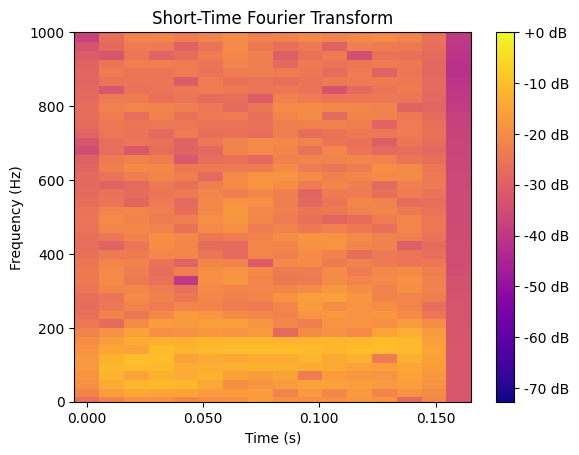 Short-Time Fourier Transform
1000
800
600
400
200
0
Frequency (Hz)
0.000
0.050
0.100
0.150
Time (s)
+0 dB
-10 dB
-20 dB
-30 dB
-40 dB
-50 dB
-60 dB
-70 dB